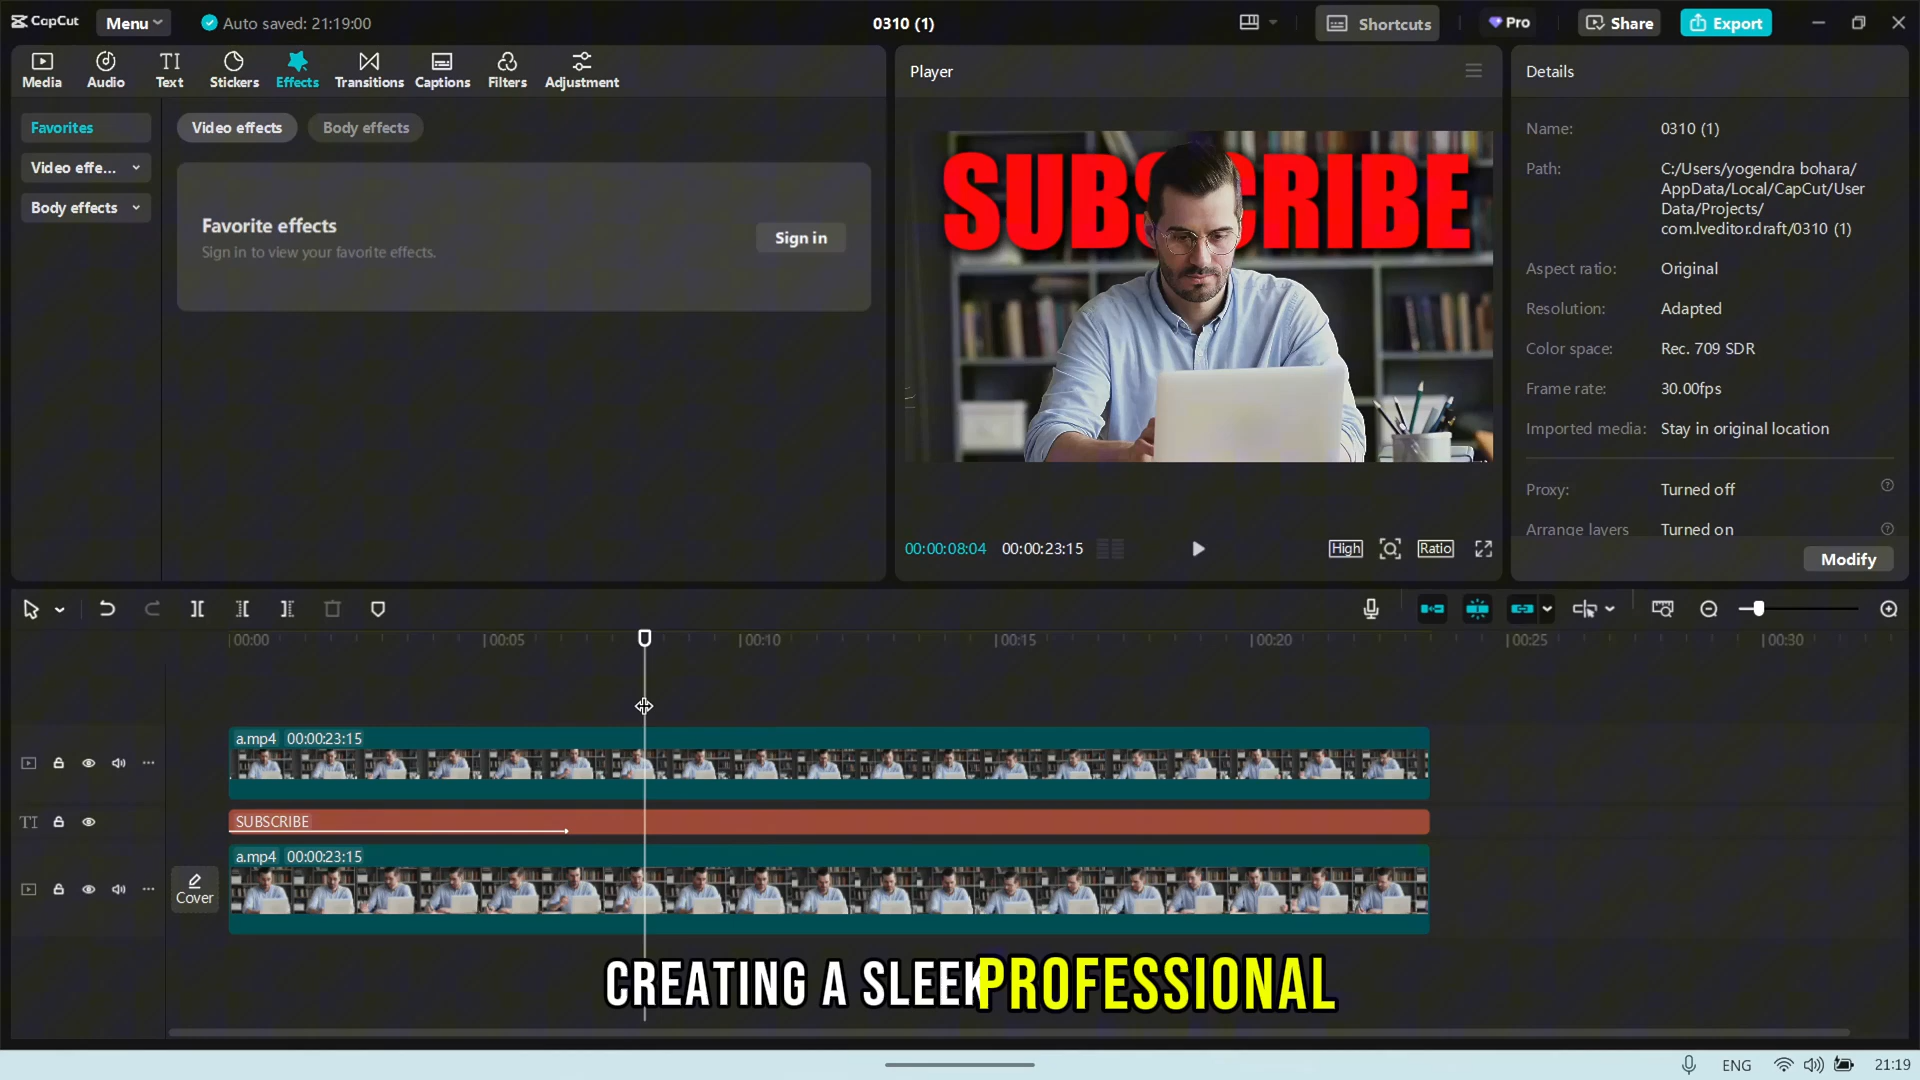 CapCut
Menu
Auto saved: 21:19:00
0310 (1)
Shortcuts
Pro
Share
Export
Media
Audio
TI
Text
Stickers
Effects
Transitions
Captions
Filters
Adjustment
Favorites
Video effe...
Body effects
Video effects
Body effects
Favorite effects
Sign in to view your favorite effects.
Sign in
Player
SUBSCRIBE
00:00:08:04
00:00:23:15
High
Ratio
Details
Name: 0310 (1)
Path: C:/Users/yogendra bohara/
AppData/Local/CapCut/User
Data/Projects/
com.lveditor.draft/0310 (1)
Aspect ratio: Original
Resolution: Adapted
Color space: Rec. 709 SDR
Frame rate: 30.00fps
Imported media: Stay in original location
Proxy: Turned off
Arrange layers Turned on
Modify
00:00
00:05
00:10
00:15
00:20
00:25
00:30
a.mp4 00:00:23:15
TI
SUBSCRIBE
a.mp4 00:00:23:15
Cover
CREATING A SLEEK PROFESSIONAL
ENG
21:19